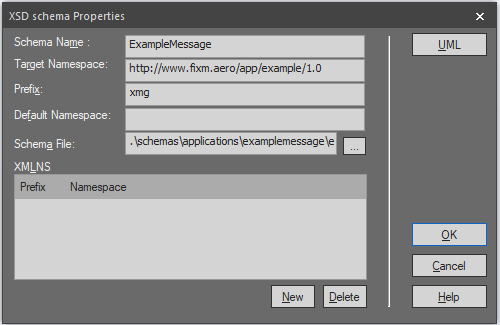 XSD schema Properties
Schema Name : ExampleMessage
UML
Target Namespace: http://www.fixm.aero/app/example/1.0
Prefix: xmg
Default Namespace:
Schema File: .\schemas\applications\examplemessage\e ...
XMLNS
Prefix Namespace
OK
Cancel
New Delete Help